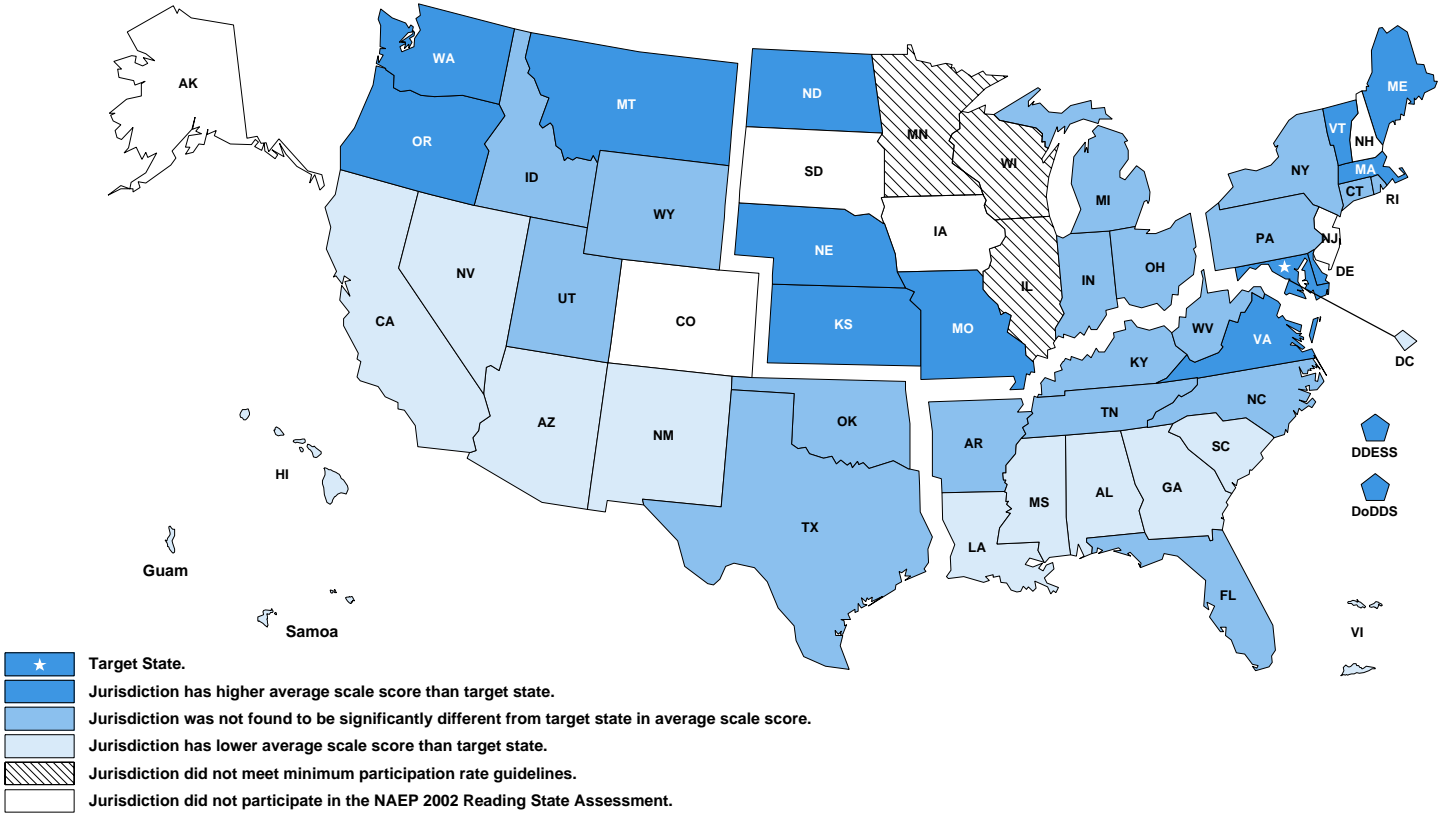 AK
WA
MT
ND
MN
ME
VT
NH
OR
ID
SD
WI
NY
MA
CT
RI
WY
MI
IA
PA
NJ
NE
OH
DE
NV
UT
IN
IL
CA
CO
KS
MO
WV
VA
KY
DC
NC
AZ
NM
OK
TN
AR
SC
DDESS
HI
MS
AL
GA
DoDDS
TX
LA
Guam
FL
Samoa
VI
Target State.
Jurisdiction has higher average scale score than target state.
Jurisdiction was not found to be significantly different from target state in average scale score.
Jurisdiction has lower average scale score than target state.
Jurisdiction did not meet minimum participation rate guidelines.
Jurisdiction did not participate in the NAEP 2002 Reading State Assessment.